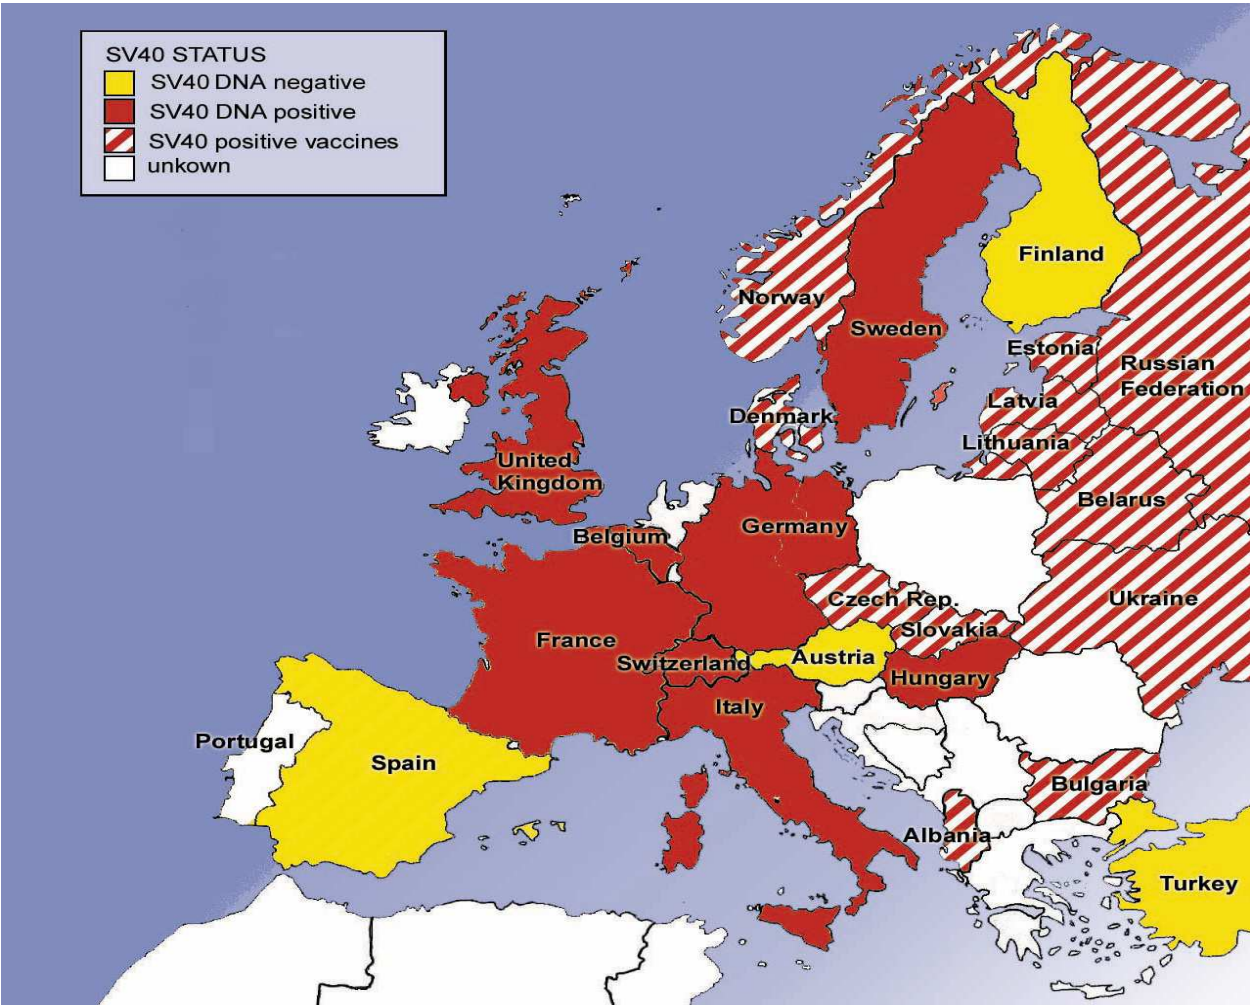 SV40 STATUS
SV40 DNA negative
SV40 DNA positive
SV40 positive vaccines
unkown
Finland
Norway
Sweden
Estonia
Russian
Federation
Latvia
Denmark
Lithuania
United
Kingdom
Belarus
Germany
Belgium
Czech Rep.
Ukraine
Slovakia
France
Switzerland
Austria
Hungary
Italy
Portugal
Spain
Bulgaria
Albania
Turkey